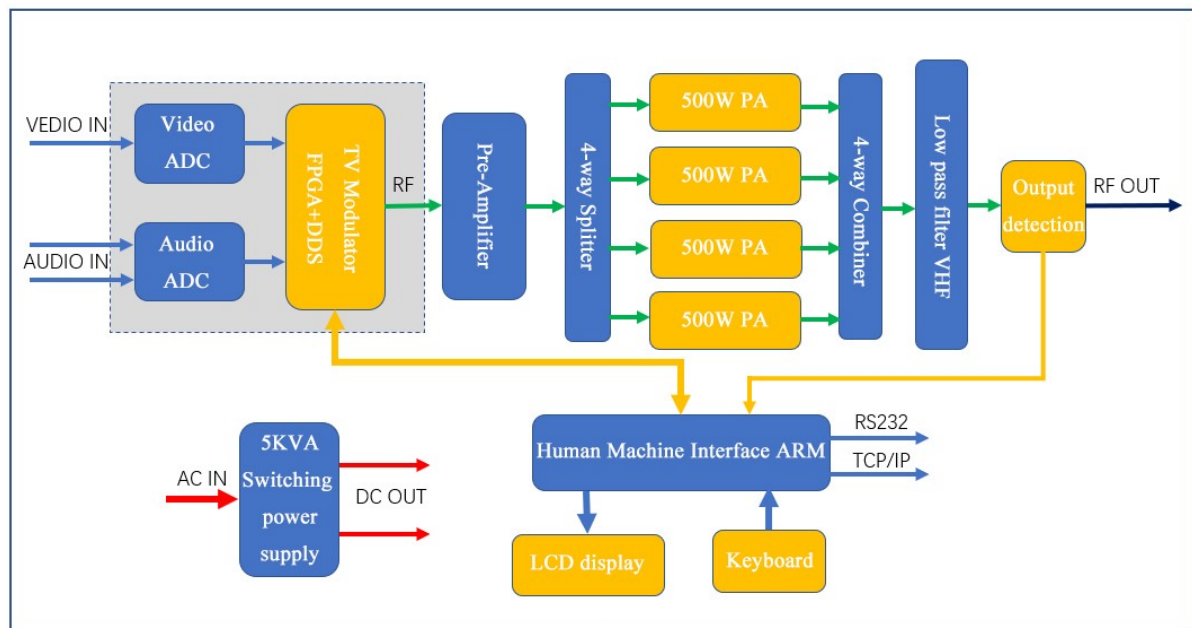 VEDIO IN
Video
ADC
AUDIO IN
Audio
ADC
TV Modulator
FPGA+DDS
RF
Pre-Amplifier
4-way Splitter
500W PA
500W PA
500W PA
500W PA
4-way Combiner
Low pass filter VHF
Output
detection
RF OUT
AC IN
5KVA
Switching
power
supply
DC OUT
Human Machine Interface ARM
RS232
TCP/IP
LCD display
Keyboard